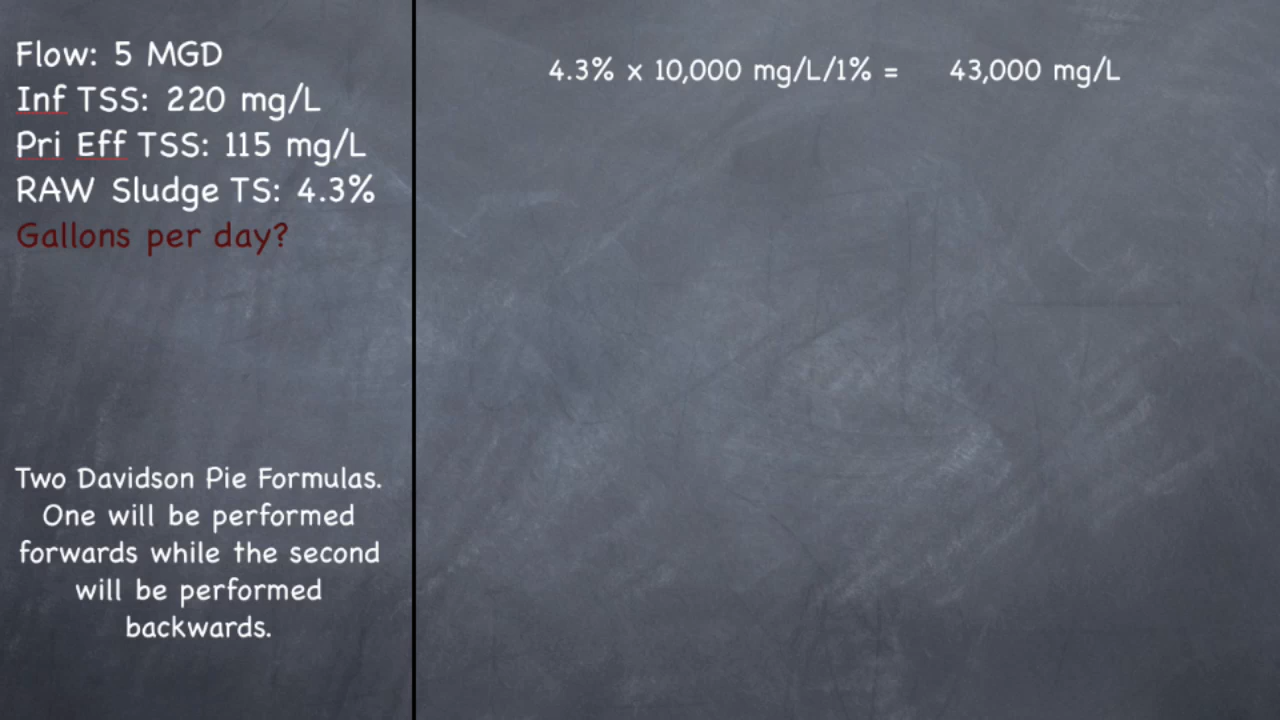 Flow: 5 MGD
Inf TSS: 220 mg/L
Pri Eff TSS: 115 mg/L
RAW Sludge TS: 4.3%
Gallons per day?
Two Davidson Pie Formulas.
One will be performed
forwards while the second
will be performed
backwards.
4.3% x 10,000 mg/L/1% = 43,000 mg/L